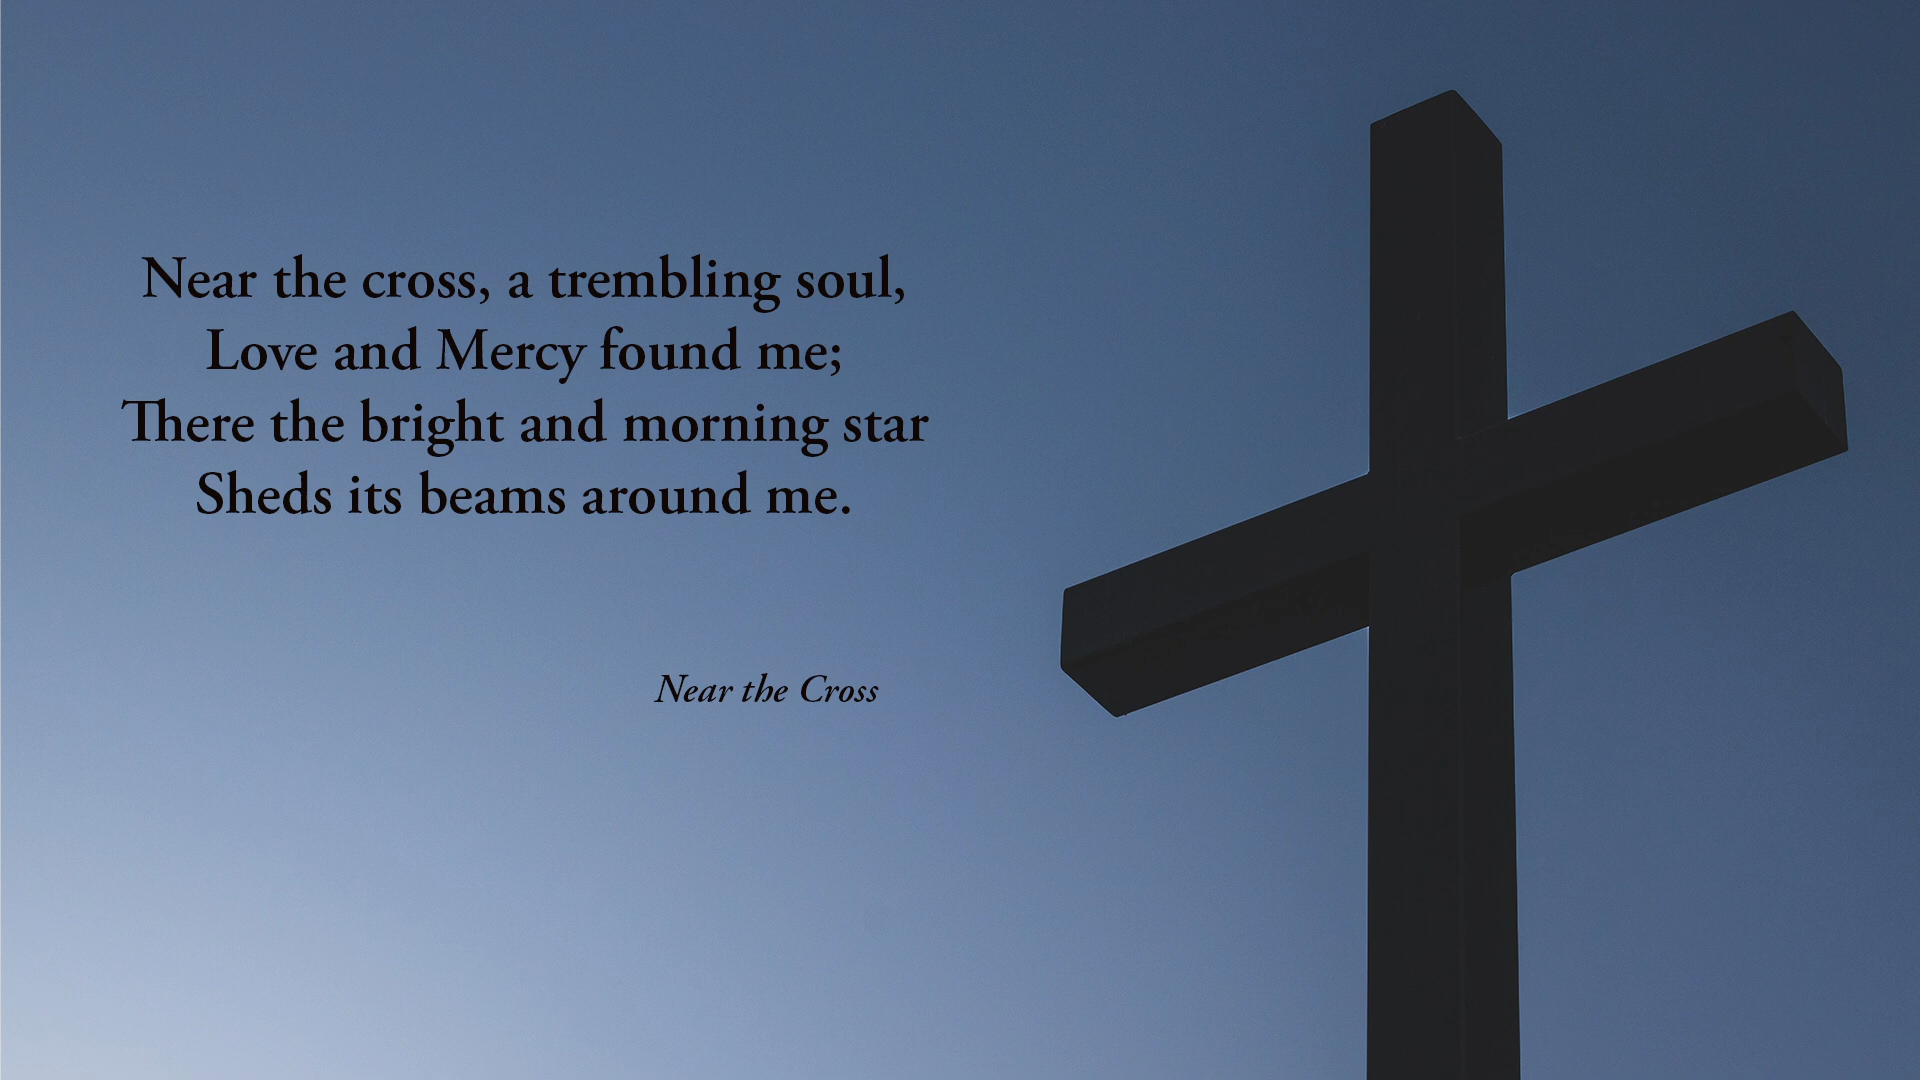 Near the cross, a trembling soul,
Love and Mercy found me;
There the bright and morning star
Sheds its beams around me.
Near the Cross